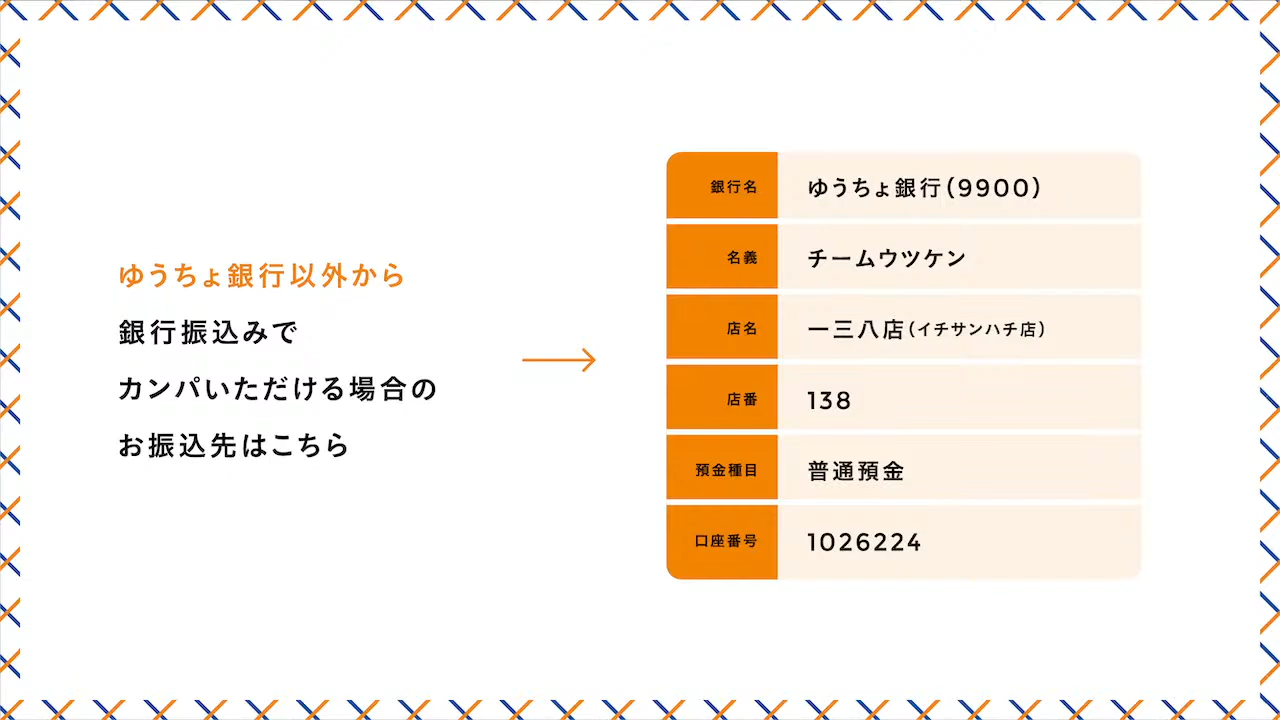 ゆうちょ銀行以外から
銀行振込みで
カンパいただける場合の
お振込先はこちら
銀行名 ゆうちょ銀行(9900)
名義 チームウツケン
店名 一三八店(イチサンハチ店)
店番 138
預金種目 普通預金
口座番号 1026224